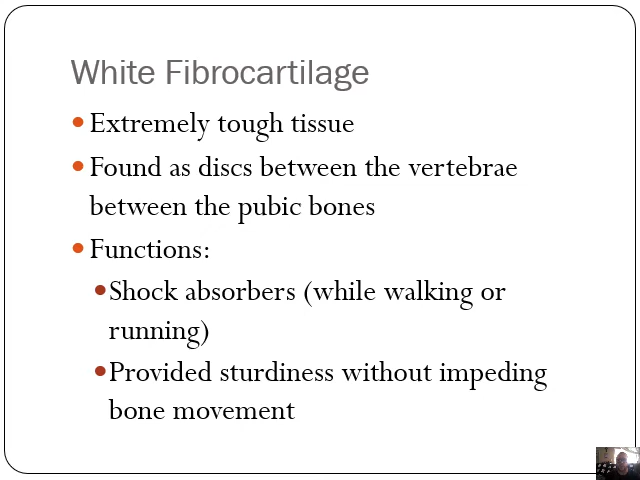 White Fibrocartilage
• Extremely tough tissue
• Found as discs between the vertebrae
between the pubic bones
• Functions:
• Shock absorbers (while walking or
running)
• Provided sturdiness without impeding
bone movement